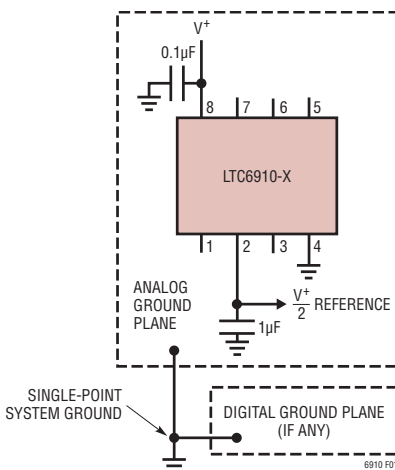 V+
0.1µF
8 7 6 5
LTC6910-X
1 2 3 4
V+
2
REFERENCE
1µF
ANALOG
GROUND
PLANE
SINGLE-POINT
SYSTEM GROUND
DIGITAL GROUND PLANE
(IF ANY)
6910 F01